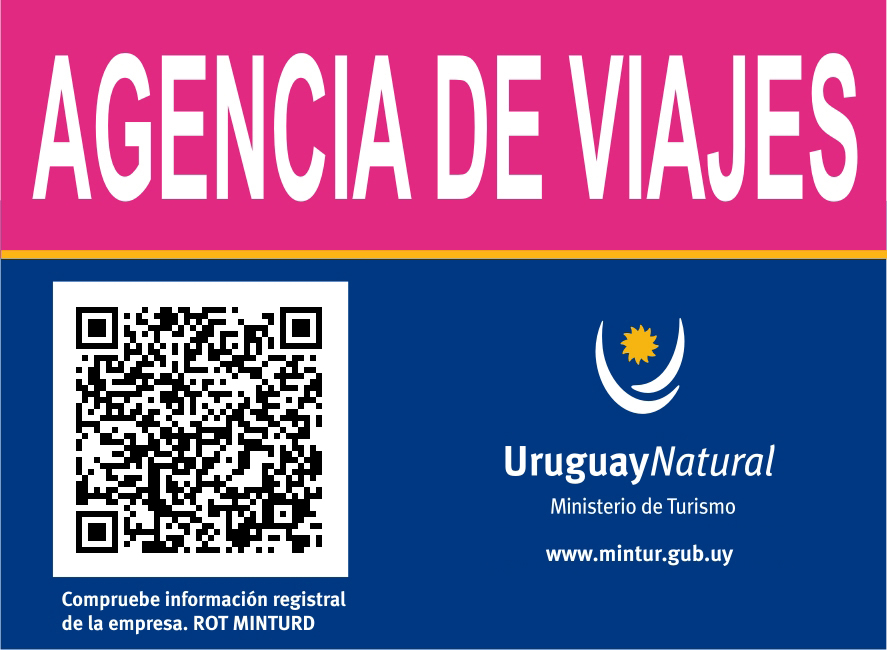 AGENCIA DE VIAJES
UruguayNatural
Ministerio de Turismo
www.mintur.gub.uy
Compruebe información registral
de la empresa. ROT MINTURD